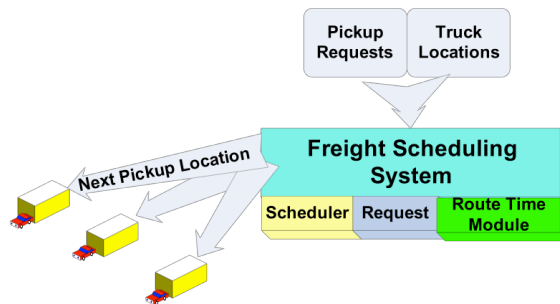 Pickup
Requests
Truck
Locations
Freight Scheduling
System
Next Pickup Location
Scheduler
Request
Route Time
Module